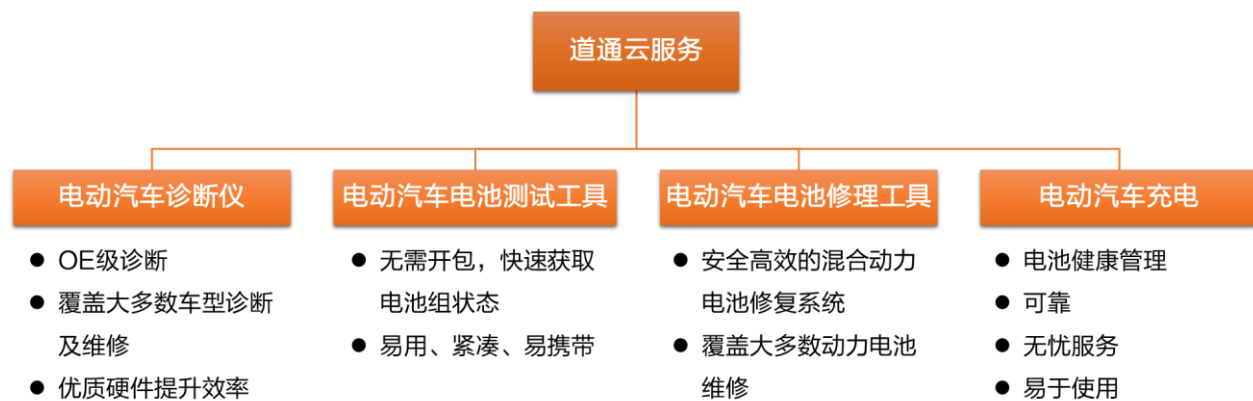 道通云服务
电动汽车诊断仪
● OE级诊断
● 覆盖大多数车型诊断
及维修
● 优质硬件提升效率
电动汽车电池测试工具
● 无需开包，快速获取
电池组状态
● 易用、紧凑、易携带
电动汽车电池修理工具
● 安全高效的混合动力
电池修复系统
● 覆盖大多数动力电池
维修
电动汽车充电
● 电池健康管理
● 可靠
● 无忧服务
● 易于使用